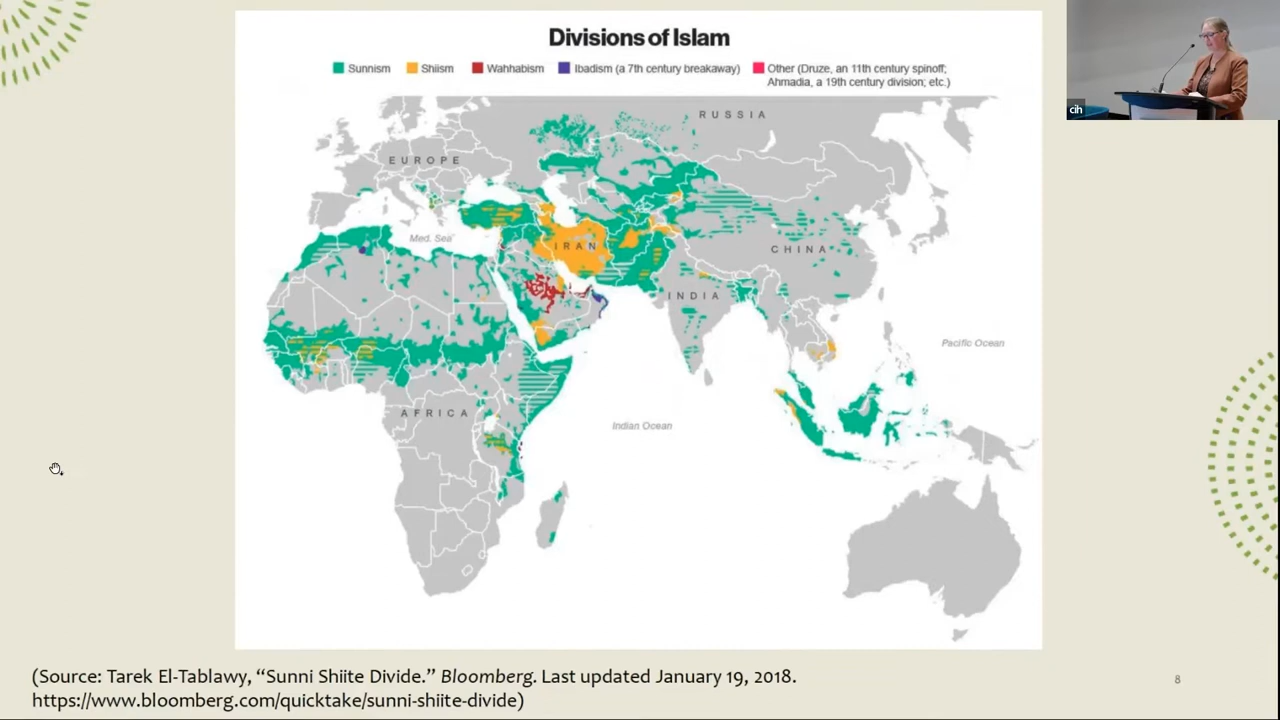 Divisions of Islam
Sunnism Shiism Wahhabism Ibadism (a 7th century breakaway) Other (Druze, an 11th century spinoff;
Ahmadia, a 19th century division; etc.)
cih
RUSSIA
EUROPE
Med. Sea
IRAN
CHINA
INDIA
Pacific Ocean
AFRICA
Indian Ocean
(Source: Tarek El-Tablawy, “Sunni Shiite Divide.” Bloomberg. Last updated January 19, 2018.
https://www.bloomberg.com/quicktake/sunni-shiite-divide)
8